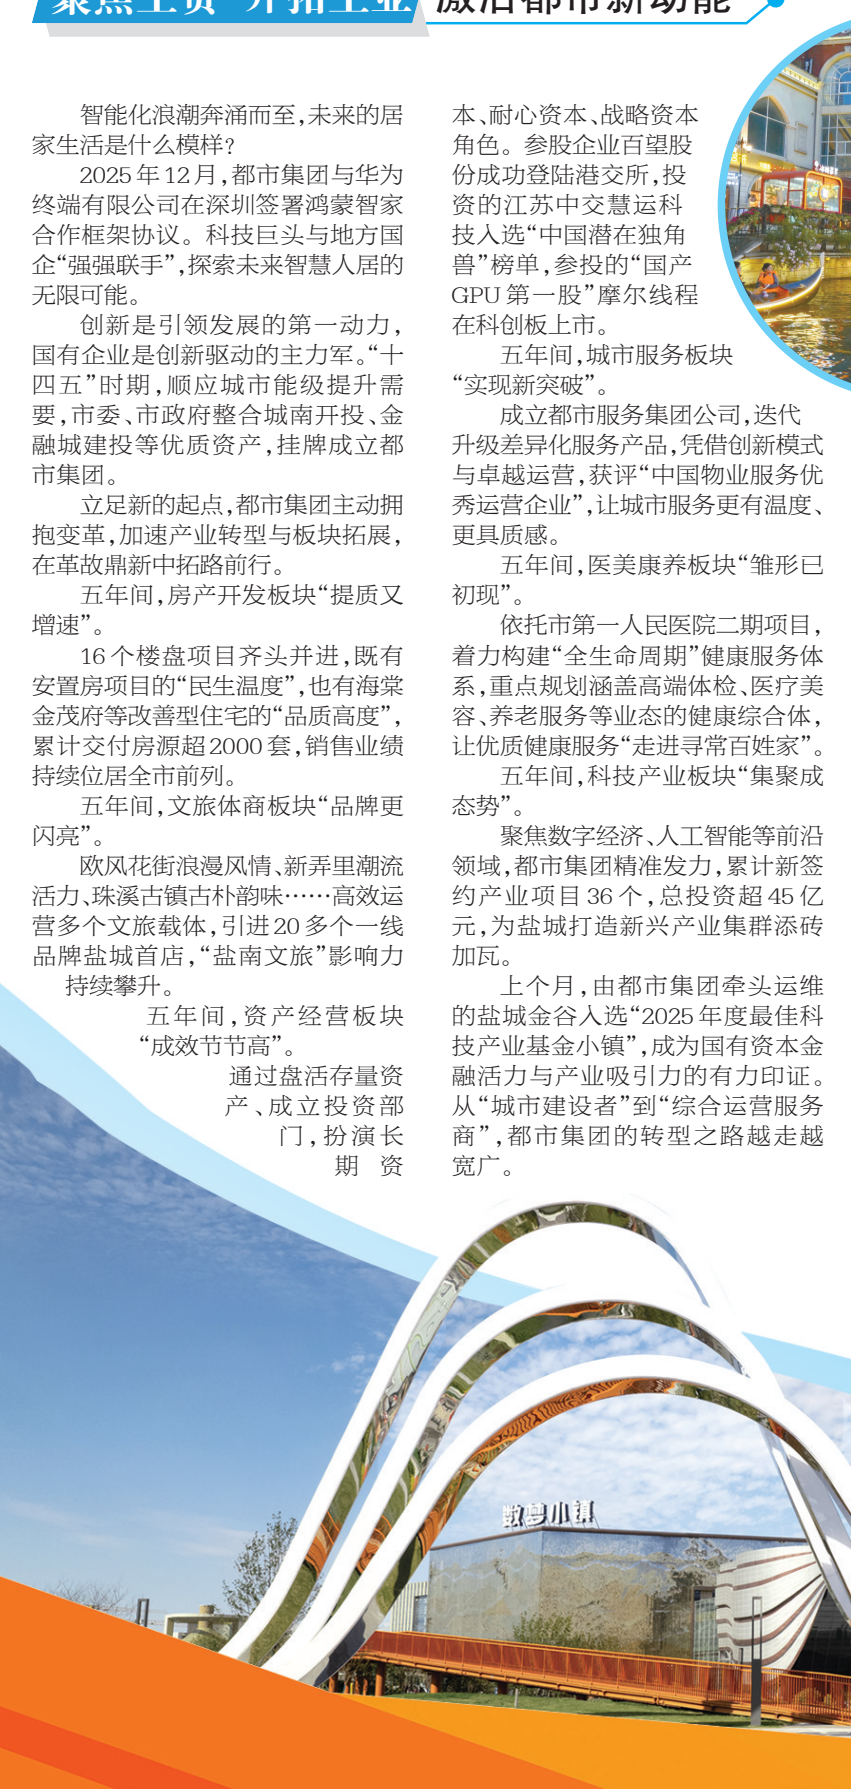 聚焦主责 开拓主业 激活都市新动能
智能化浪潮奔涌而至,未来的居
家生活是什么模样?
2025年12月,都市集团与华为
终端有限公司在深圳签署鸿蒙智家
合作框架协议。科技巨头与地方国
企“强强联手”,探索未来智慧人居的
无限可能。
创新是引领发展的第一动力,
国有企业是创新驱动的主力军。“十
四五”时期,顺应城市能级提升需
要,市委、市政府整合城南开投、金
融城建投等优质资产,挂牌成立都
市集团。
立足新的起点,都市集团主动拥
抱变革,加速产业转型与板块拓展,
在革故鼎新中拓路前行。
五年间,房产开发板块“提质又
增速”。
16个楼盘项目齐头并进,既有
安置房项目的“民生温度”,也有海棠
金茂府等改善型住宅的“品质高度”,
累计交付房源超2000套,销售业绩
持续位居全市前列。
五年间,文旅体商板块“品牌更
闪亮”。
欧风花街浪漫风情、新弄里潮流
活力、珠溪古镇古朴韵味……高效运
营多个文旅载体,引进20多个一线
品牌盐城首店,“盐南文旅”影响力
持续攀升。
五年间,资产经营板块
“成效节节高”。
通过盘活存量资
产、成立投资部
门,扮演长
期资
本、耐心资本、战略资本
角色。参股企业百望股
份成功登陆港交所,投
资的江苏中交慧运科
技入选“中国潜在独角
兽”榜单,参投的“国产
GPU第一股”摩尔线程
在科创板上市。
五年间,城市服务板块
“实现新突破”。
成立都市服务集团公司,迭代
升级差异化服务产品,凭借创新模式
与卓越运营,获评“中国物业服务优
秀运营企业”,让城市服务更有温度、
更具质感。
五年间,医美康养板块“雏形已
初现”。
依托市第一人民医院二期项目,
着力构建“全生命周期”健康服务体
系,重点规划涵盖高端体检、医疗美
容、养老服务等业态的健康综合体,
让优质健康服务“走进寻常百姓家”。
五年间,科技产业板块“集聚成
态势”。
聚焦数字经济、人工智能等前沿
领域,都市集团精准发力,累计新签
约产业项目36个,总投资超45亿
元,为盐城打造新兴产业集群添砖
加瓦。
上个月,由都市集团牵头运维
的盐城金谷入选“2025年度最佳科
技产业基金小镇”,成为国有资本金
融活力与产业吸引力的有力印证。
从“城市建设者”到“综合运营服务
商”,都市集团的转型之路越走越
宽广。
数梦小镇